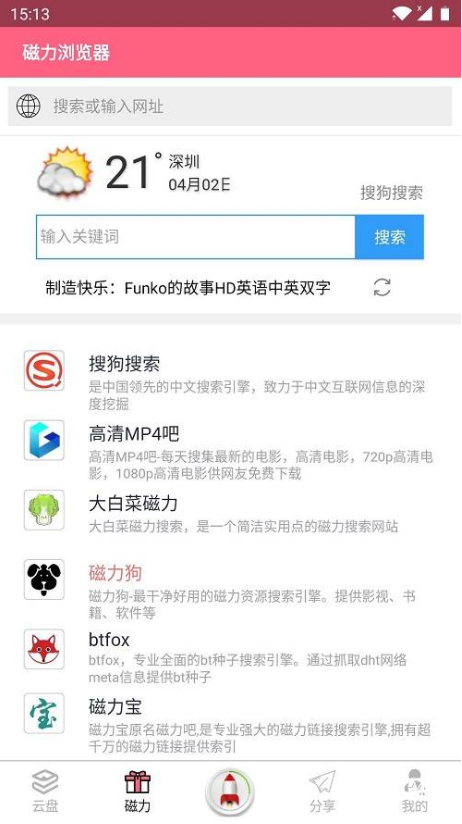 15:13
磁力浏览器
搜索或输入网址
21°
深圳
04月02日
搜狗搜索
输入关键词
搜索
制造快乐：Funko的故事HD英语中英双字
搜狗搜索
是中国领先的中文搜索引擎，致力于中文互联网信息的深
度挖掘
高清MP4吧
高清MP4吧-每天搜集最新的电影，高清电影，720p高清电
影，1080p高清电影供网友免费下载
大白菜磁力
大白菜磁力搜索，是一个简洁实用点的磁力搜索网站
磁力狗
磁力狗-最干净好用的磁力资源搜索引擎。提供影视、书
籍、软件等
btfox
btfox，专业全面的bt种子搜索引擎。通过抓取dht网络
meta信息提供bt种子
宝
磁力宝
磁力宝原名磁力吧,是专业强大的磁力链接搜索引擎,拥有超
千万的磁力链接提供索引
云盘
磁力
分享
我的